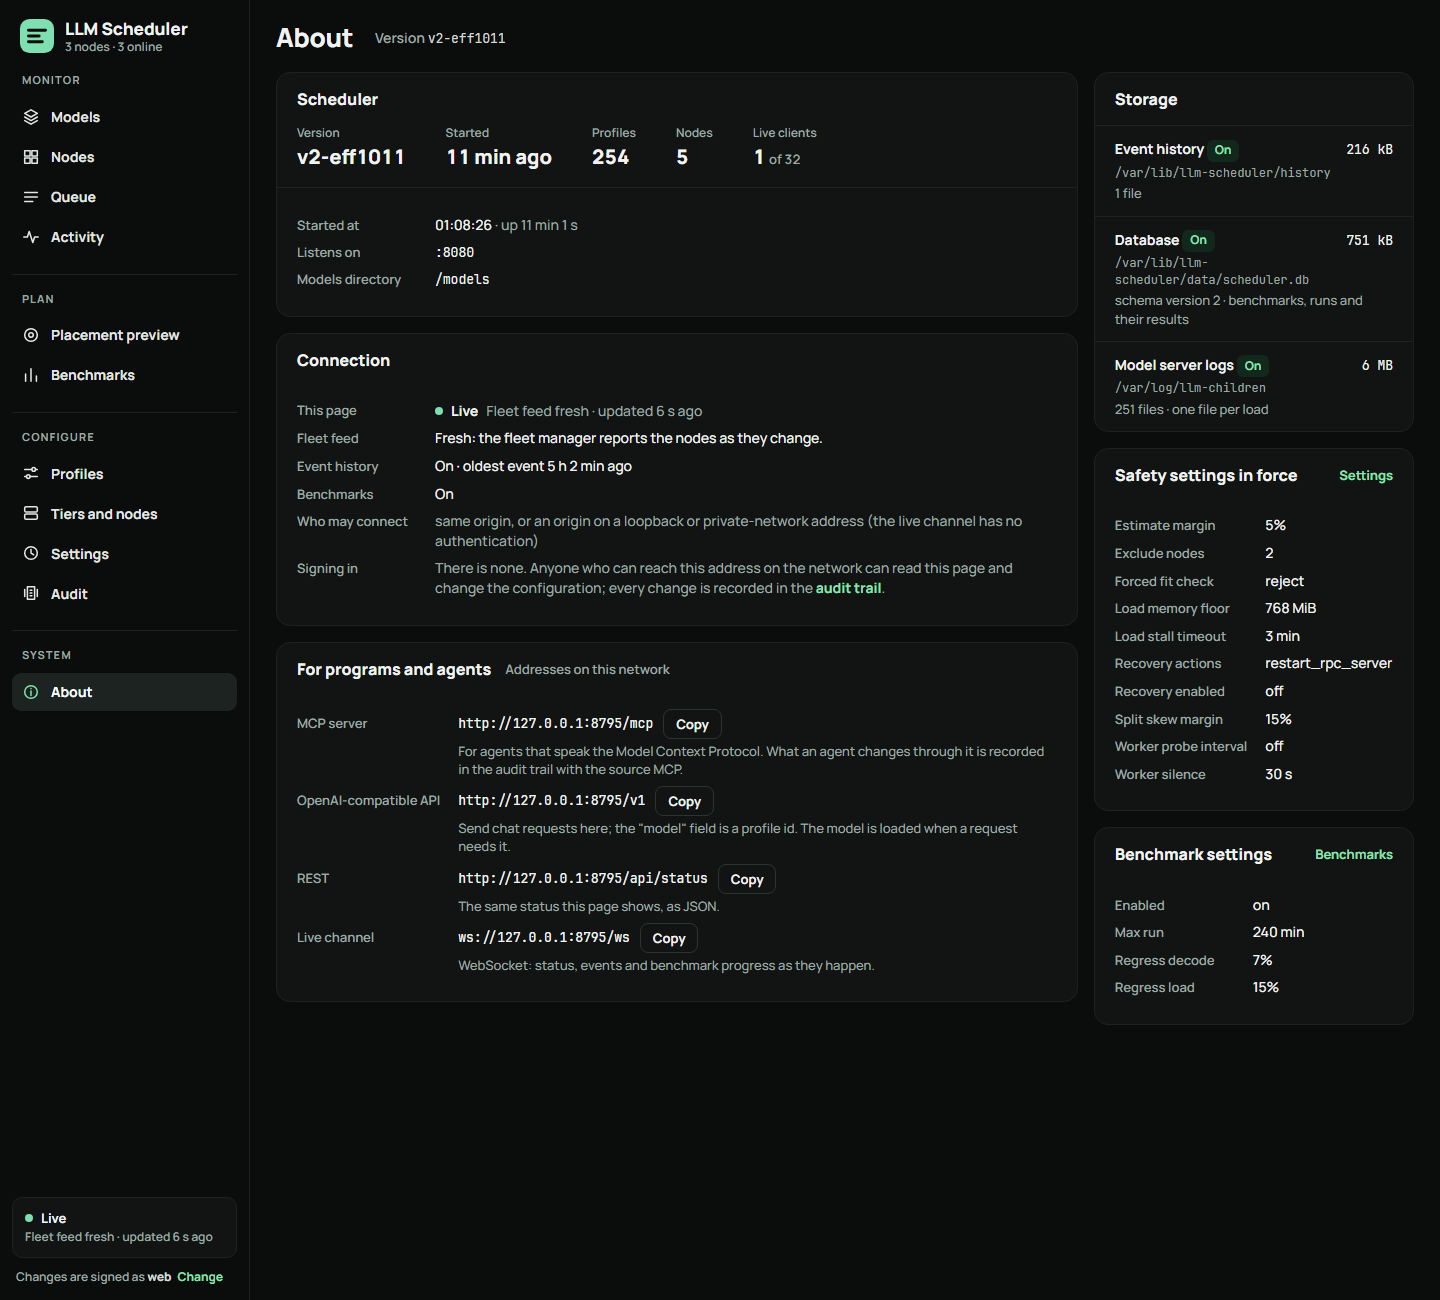 LLM Scheduler
3 nodes · 3 online
MONITOR
Models
Nodes
Queue
Activity
PLAN
Placement preview
Benchmarks
CONFIGURE
Profiles
Tiers and nodes
Settings
Audit
SYSTEM
About
Live
Fleet feed fresh · updated 6 s ago
Changes are signed as web Change
About Version v2-eff1011
Scheduler
Version Started Profiles Nodes Live clients
v2-eff1011 11 min ago 254 5 1 of 32
Started at 01:08:26 · up 11 min 1 s
Listens on :8080
Models directory /models
Connection
This page Live Fleet feed fresh · updated 6 s ago
Fleet feed Fresh: the fleet manager reports the nodes as they change.
Event history On · oldest event 5 h 2 min ago
Benchmarks On
Who may connect same origin, or an origin on a loopback or private-network address (the live channel has no
authentication)
Signing in There is none. Anyone who can reach this address on the network can read this page and
change the configuration; every change is recorded in the audit trail.
For programs and agents Addresses on this network
MCP server http://127.0.0.1:8795/mcp Copy
For agents that speak the Model Context Protocol. What an agent changes through it is recorded
in the audit trail with the source MCP.
OpenAI-compatible API http://127.0.0.1:8795/v1 Copy
Send chat requests here; the "model" field is a profile id. The model is loaded when a request
needs it.
REST http://127.0.0.1:8795/api/status Copy
The same status this page shows, as JSON.
Live channel ws://127.0.0.1:8795/ws Copy
WebSocket: status, events and benchmark progress as they happen.
Storage
Event history On 216 kB
/var/lib/llm-scheduler/history
1 file
Database On 751 kB
/var/lib/llm-
scheduler/data/scheduler.db
schema version 2 · benchmarks, runs and
their results
Model server logs On 6 MB
/var/log/llm-children
251 files · one file per load
Safety settings in force Settings
Estimate margin 5%
Exclude nodes 2
Forced fit check reject
Load memory floor 768 MiB
Load stall timeout 3 min
Recovery actions restart_rpc_server
Recovery enabled off
Split skew margin 15%
Worker probe interval off
Worker silence 30 s
Benchmark settings Benchmarks
Enabled on
Max run 240 min
Regress decode 7%
Regress load 15%